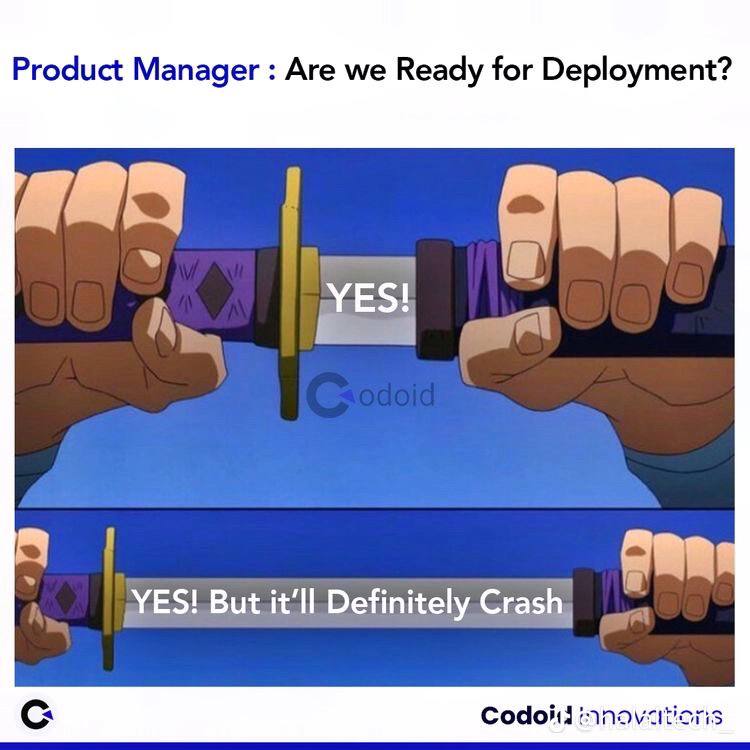 Product Manager : Are we Ready for Deployment?
YES!
Codoid
YES! But it’ll Definitely Crash
Codoid Innovations